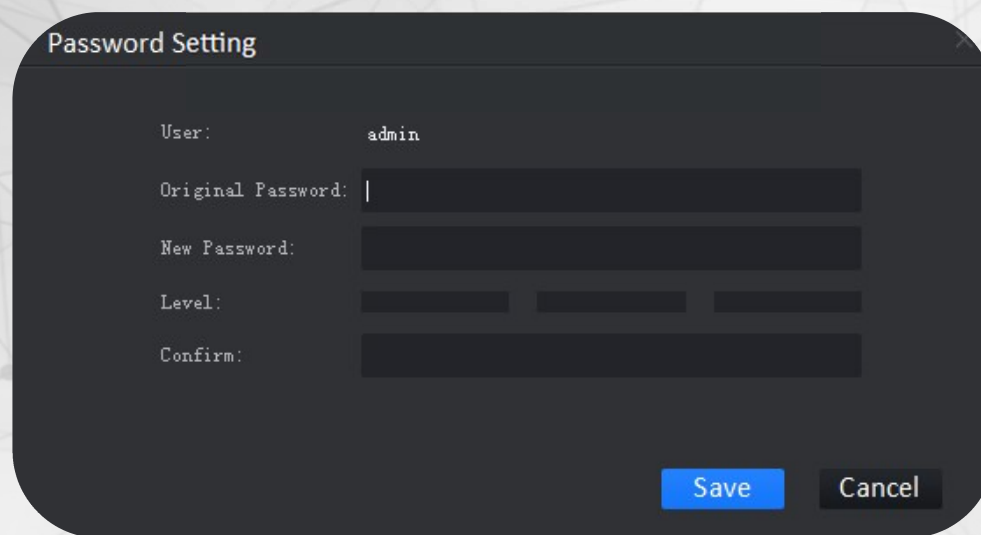 Password Setting
User: admin
Original Password:
New Password:
Level:
Confirm:
Save Cancel